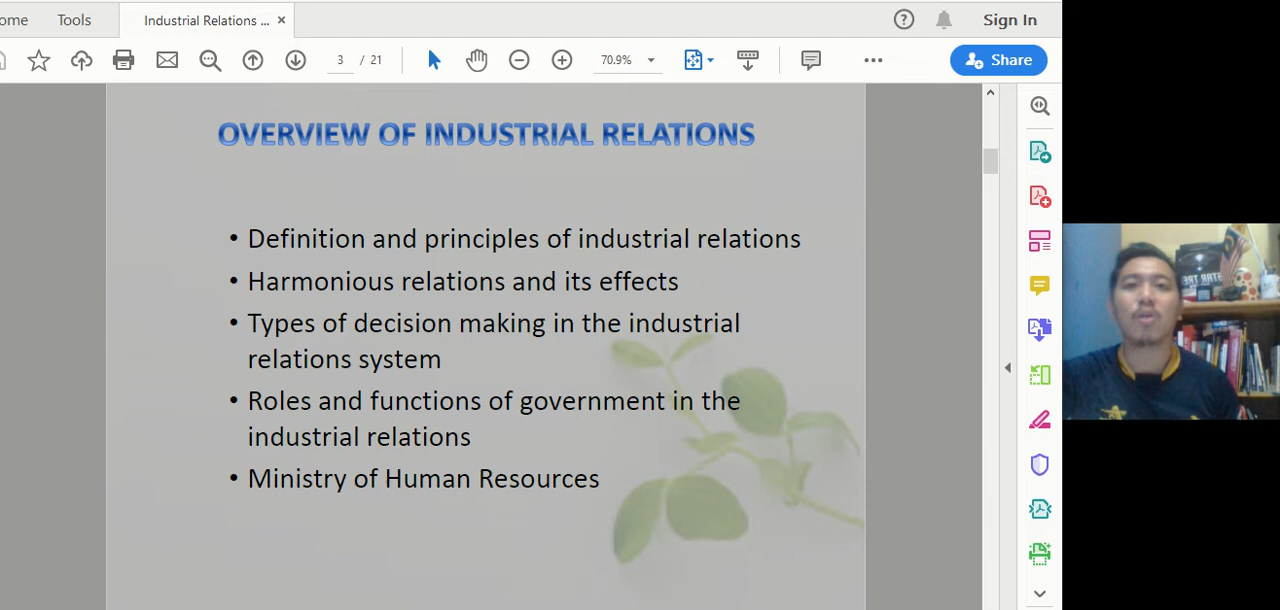 ome Tools Industrial Relations ... × Sign In
3 / 21 70.9% Share
OVERVIEW OF INDUSTRIAL RELATIONS
• Definition and principles of industrial relations
• Harmonious relations and its effects
• Types of decision making in the industrial
relations system
• Roles and functions of government in the
industrial relations
• Ministry of Human Resources